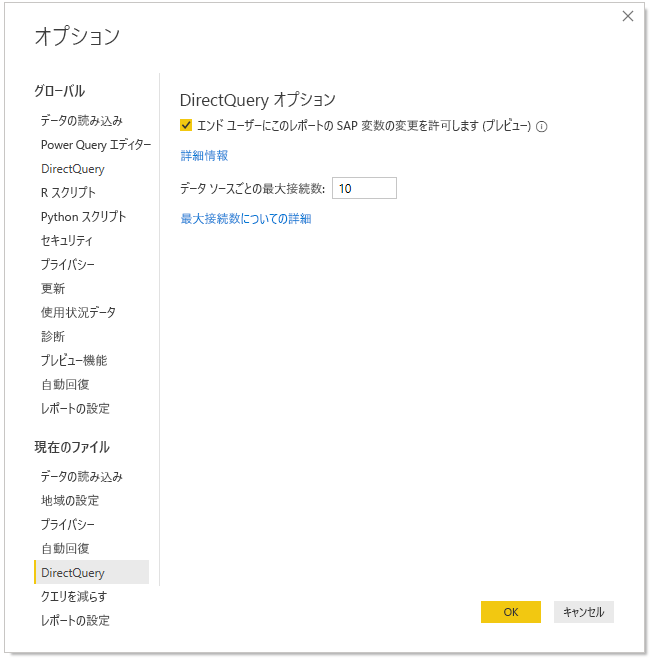 オプション
グローバル
データの読み込み
Power Query エディター
DirectQuery
R スクリプト
Python スクリプト
セキュリティ
プライバシー
更新
使用状況データ
診断
プレビュー機能
自動回復
レポートの設定
現在のファイル
データの読み込み
地域の設定
プライバシー
自動回復
DirectQuery
クエリを減らす
レポートの設定
DirectQuery オプション
エンド ユーザーにこのレポートの SAP 変数の変更を許可します (プレビュー)
詳細情報
データ ソースごとの最大接続数: 10
最大接続数についての詳細
OK キャンセル